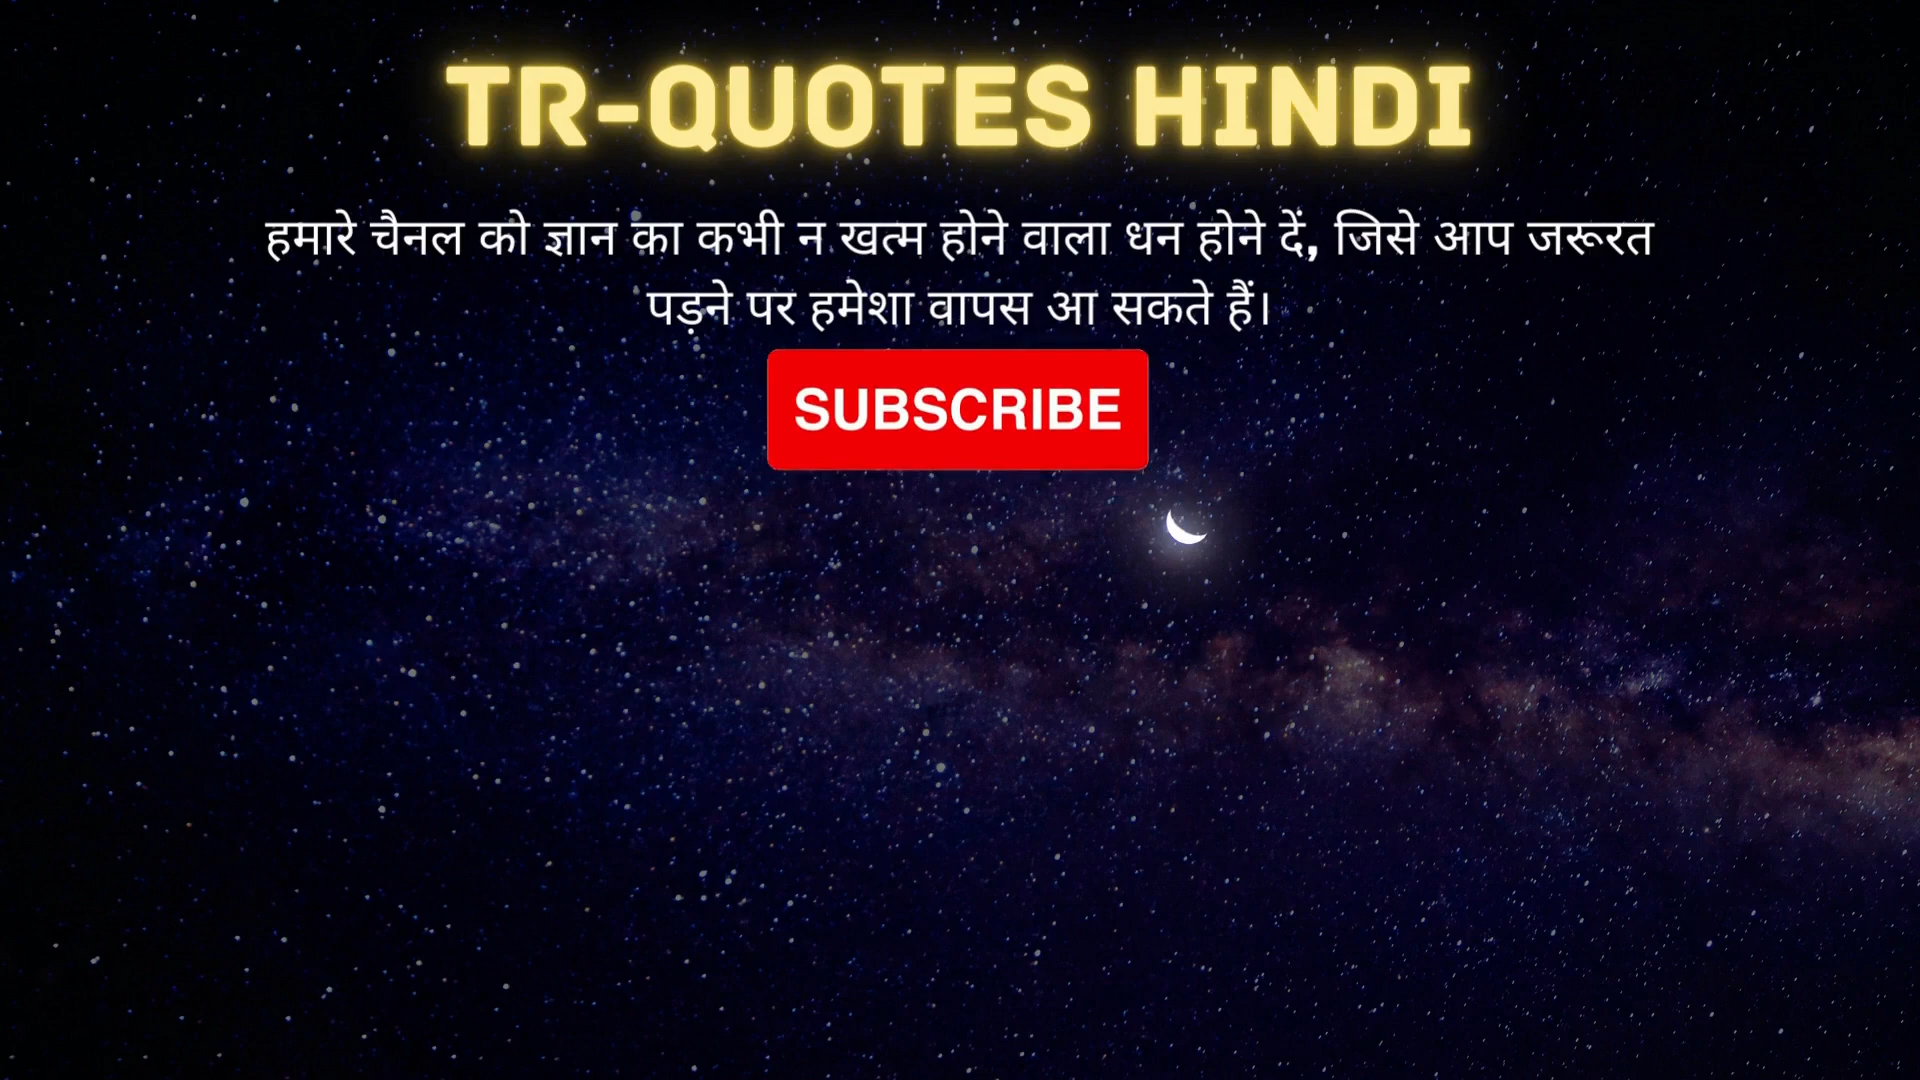 TR-QUOTES HINDI
हमारे चैनल को ज्ञान का कभी न खत्म होने वाला धन होने दें, जिसे आप जरूरत
पड़ने पर हमेशा वापस आ सकते हैं।
SUBSCRIBE